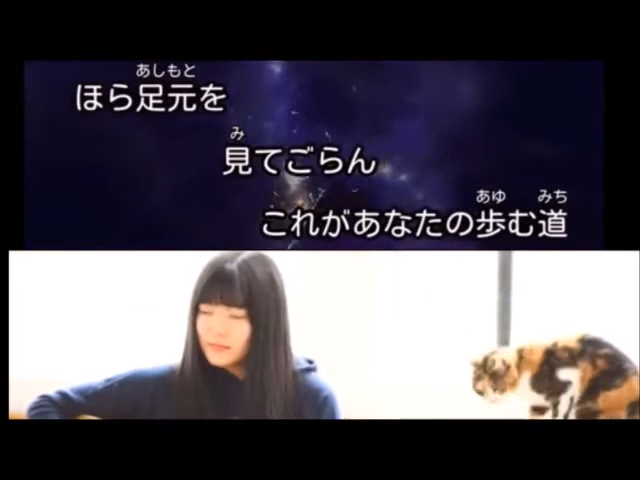 あしもと
ほら足元を
み
見てごらん
あゆ みち
これがあなたの歩む道